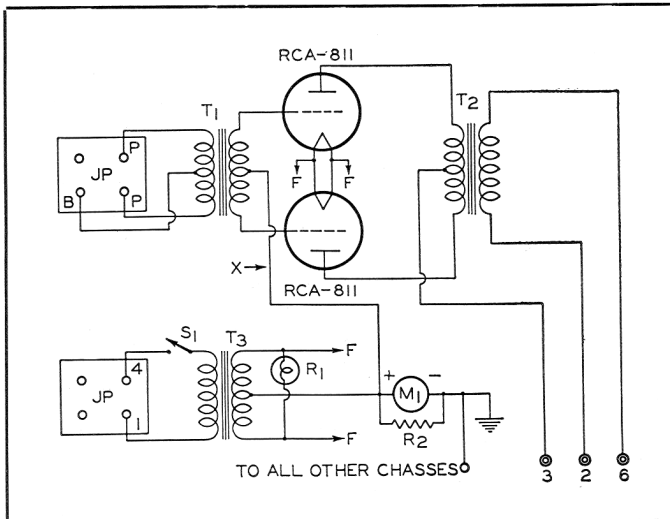 RCA-811
T1
T2
P
JP
B
P
F
F
X
RCA-811
S1
T3
4
JP
1
R1
F
F
+
M1
-
R2
TO ALL OTHER CHASSES
3
2
6